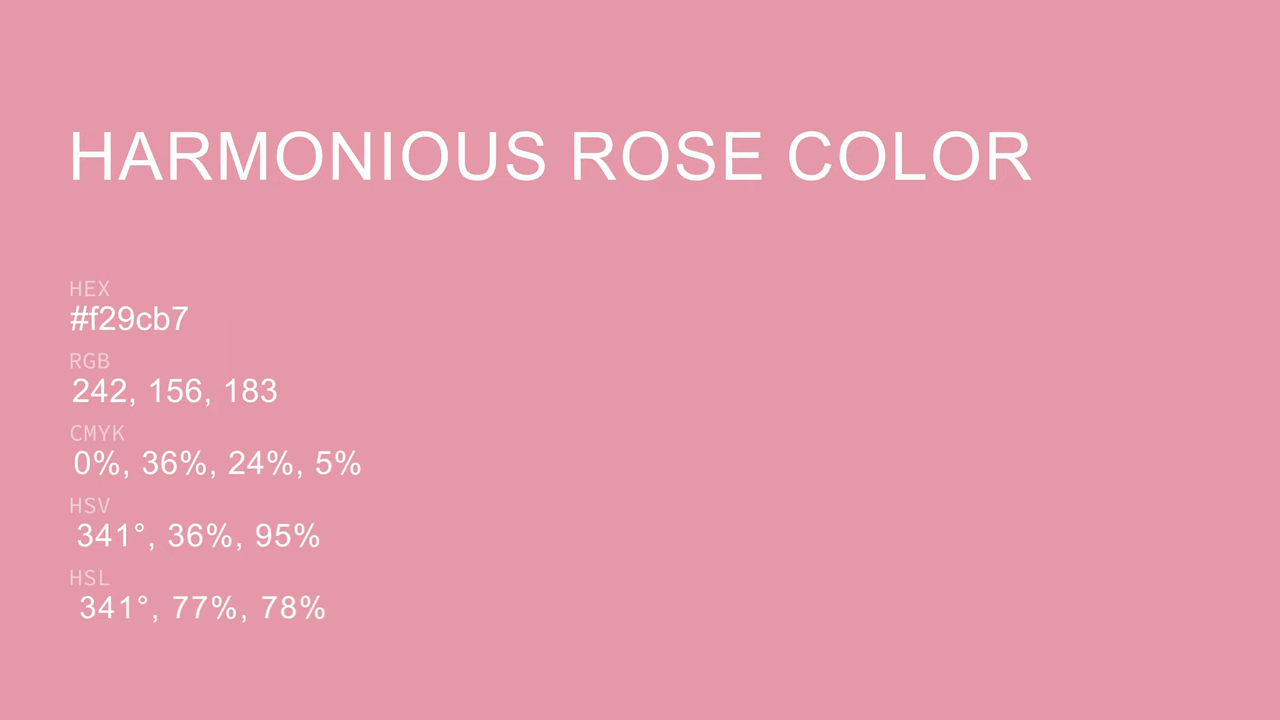 HARMONIOUS ROSE COLOR
HEX
#f29cb7
RGB
242, 156, 183
CMYK
0%, 36%, 24%, 5%
HSV
341°, 36%, 95%
HSL
341°, 77%, 78%